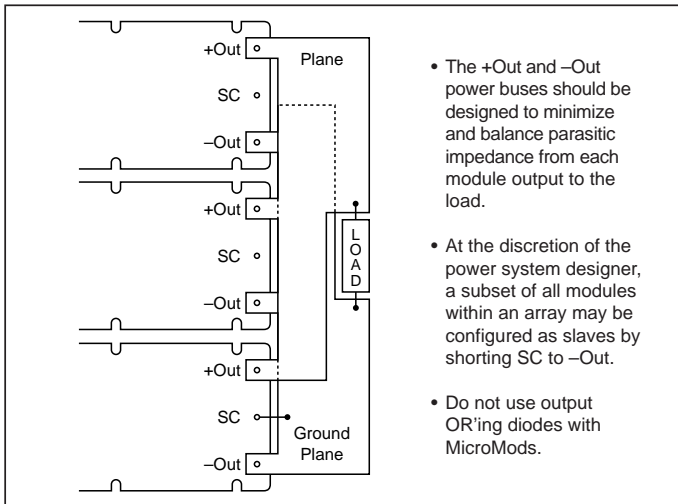 +Out
Plane
SC
–Out
+Out
SC
–Out
+Out
SC
Ground
Plane
–Out
LOAD
• The +Out and –Out
power buses should be
designed to minimize
and balance parasitic
impedance from each
module output to the
load.
• At the discretion of the
power system designer,
a subset of all modules
within an array may be
configured as slaves by
shorting SC to –Out.
• Do not use output
OR'ing diodes with
MicroMods.